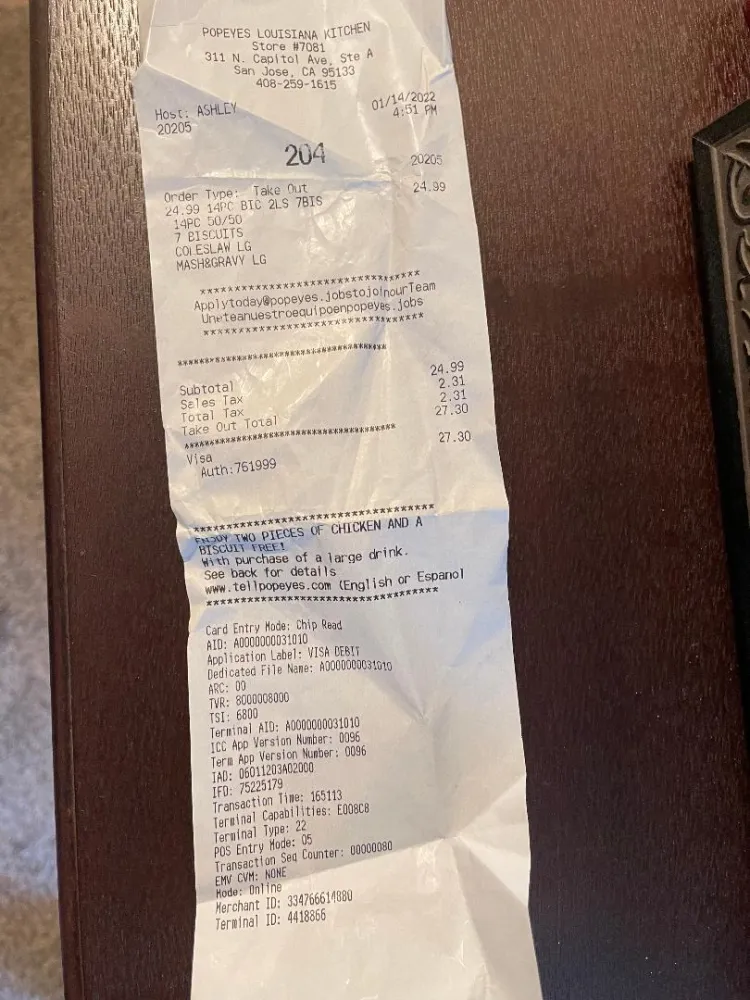 POPEYES LOUISIANA KITCHEN
Store #7081
311 N. Capitol Ave, Ste A
San Jose, CA 95133
408-259-1615
Host: ASHLEY 01/14/2022
20205 4:51 PM
204 20205
Order Type: Take Out
24.99 14PC BIC 2LS 7BIS 24.99
14PC 50/50
7 BISCUITS
COLESLAW LG
MASH&GRAVY LG
************************************
Applytoday@popeyes.jobstojoinourTeam
Uneteanuestroequipoenpopeyes.jobs
************************************
************************************
Subtotal 24.99
Sales Tax 2.31
Total Tax 2.31
Take Out Total 27.30
************************************
Visa 27.30
Auth:761999
************************************
ENJOY TWO PIECES OF CHICKEN AND A
BISCUIT FREE!
With purchase of a large drink.
See back for details
www.tellpopeyes.com (English or Espanol
************************************
Card Entry Mode: Chip Read
AID: A0000000031010
Application Label: VISA DEBIT
Dedicated File Name: A0000000031010
ARC: 00
TVR: 8000008000
TSI: 6800
Terminal AID: A0000000031010
ICC App Version Number: 0096
Term App Version Number: 0096
IAD: 06011203A02000
IFD: 75225179
Transaction Time: 165113
Terminal Capabilities: E008C8
Terminal Type: 22
POS Entry Mode: 05
Transaction Seq Counter: 00000080
EMV CVM: NONE
Mode: Online
Merchant ID: 334766614880
Terminal ID: 4418866